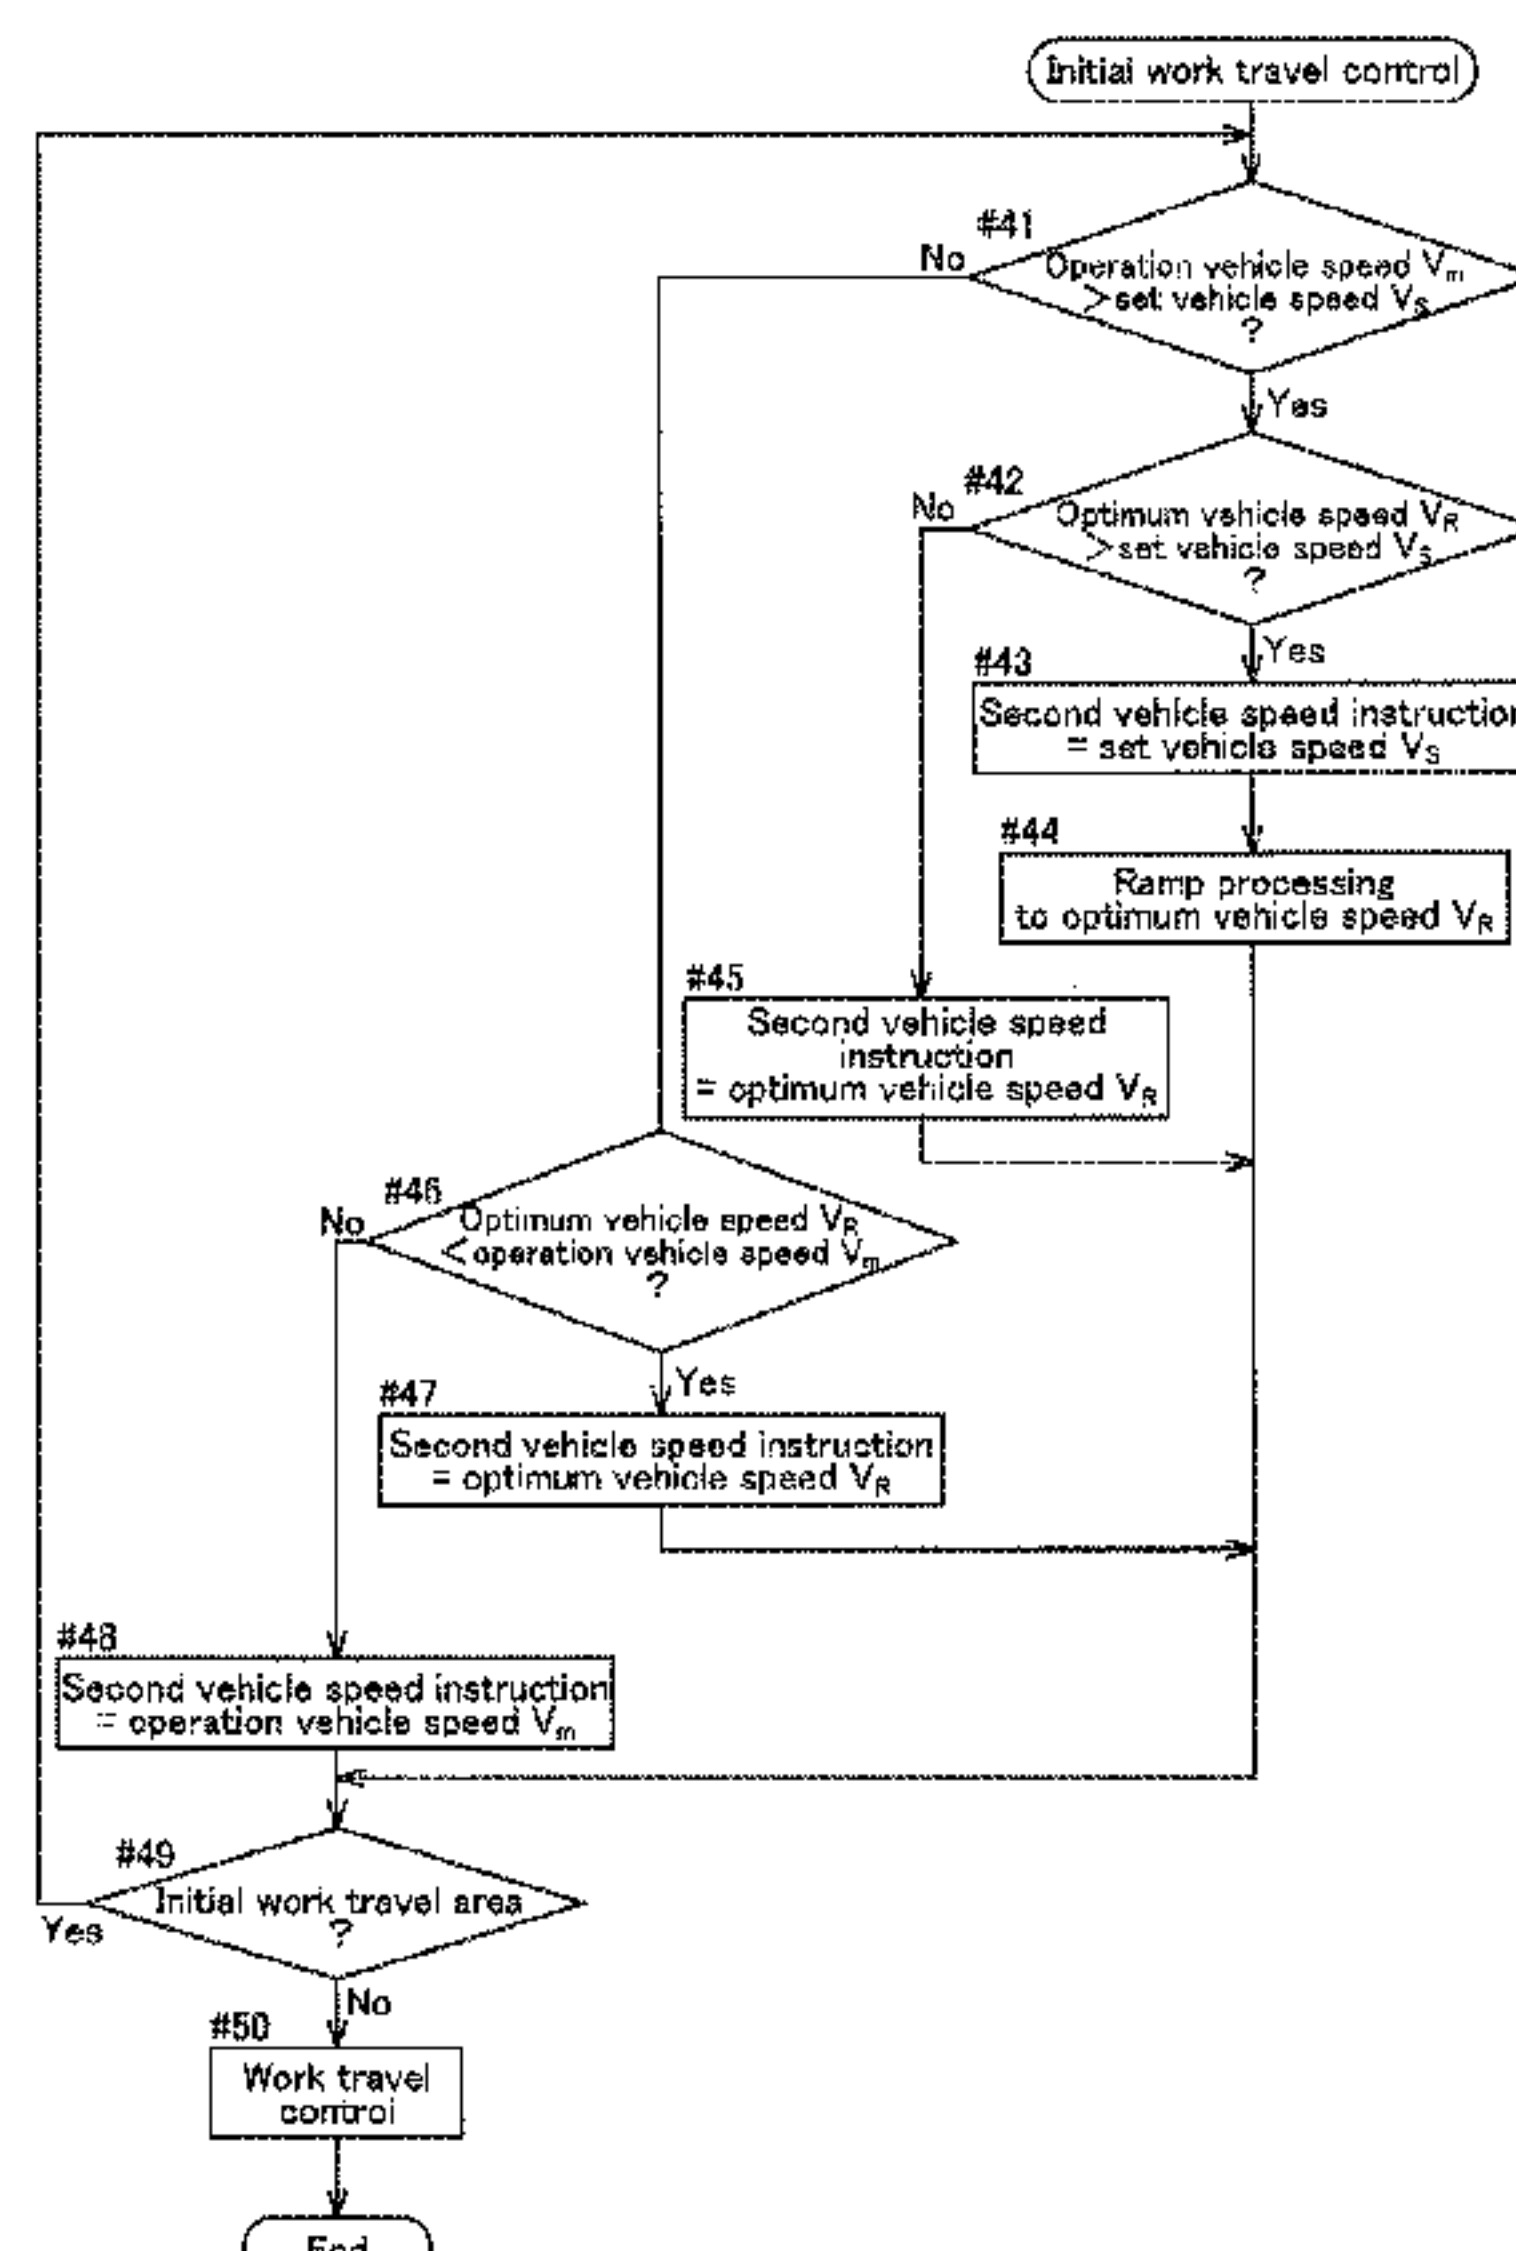 Initial work travel control
#41
No
Operation vehicle speed Vm
>set vehicle speed VS
?
Yes
#42
No
Optimum vehicle speed VR
>set vehicle speed VS
?
Yes
#43
Second vehicle speed instruction
= set vehicle speed VS
#44
Ramp processing
to optimum vehicle speed VR
#45
Second vehicle speed
instruction
= optimum vehicle speed VR
#46
No
Optimum vehicle speed VR
<operation vehicle speed Vm
?
Yes
#47
Second vehicle speed instruction
= optimum vehicle speed VR
#48
Second vehicle speed instruction
= operation vehicle speed Vm
#49
Initial work travel area
?
Yes
No
#50
Work travel
control
End